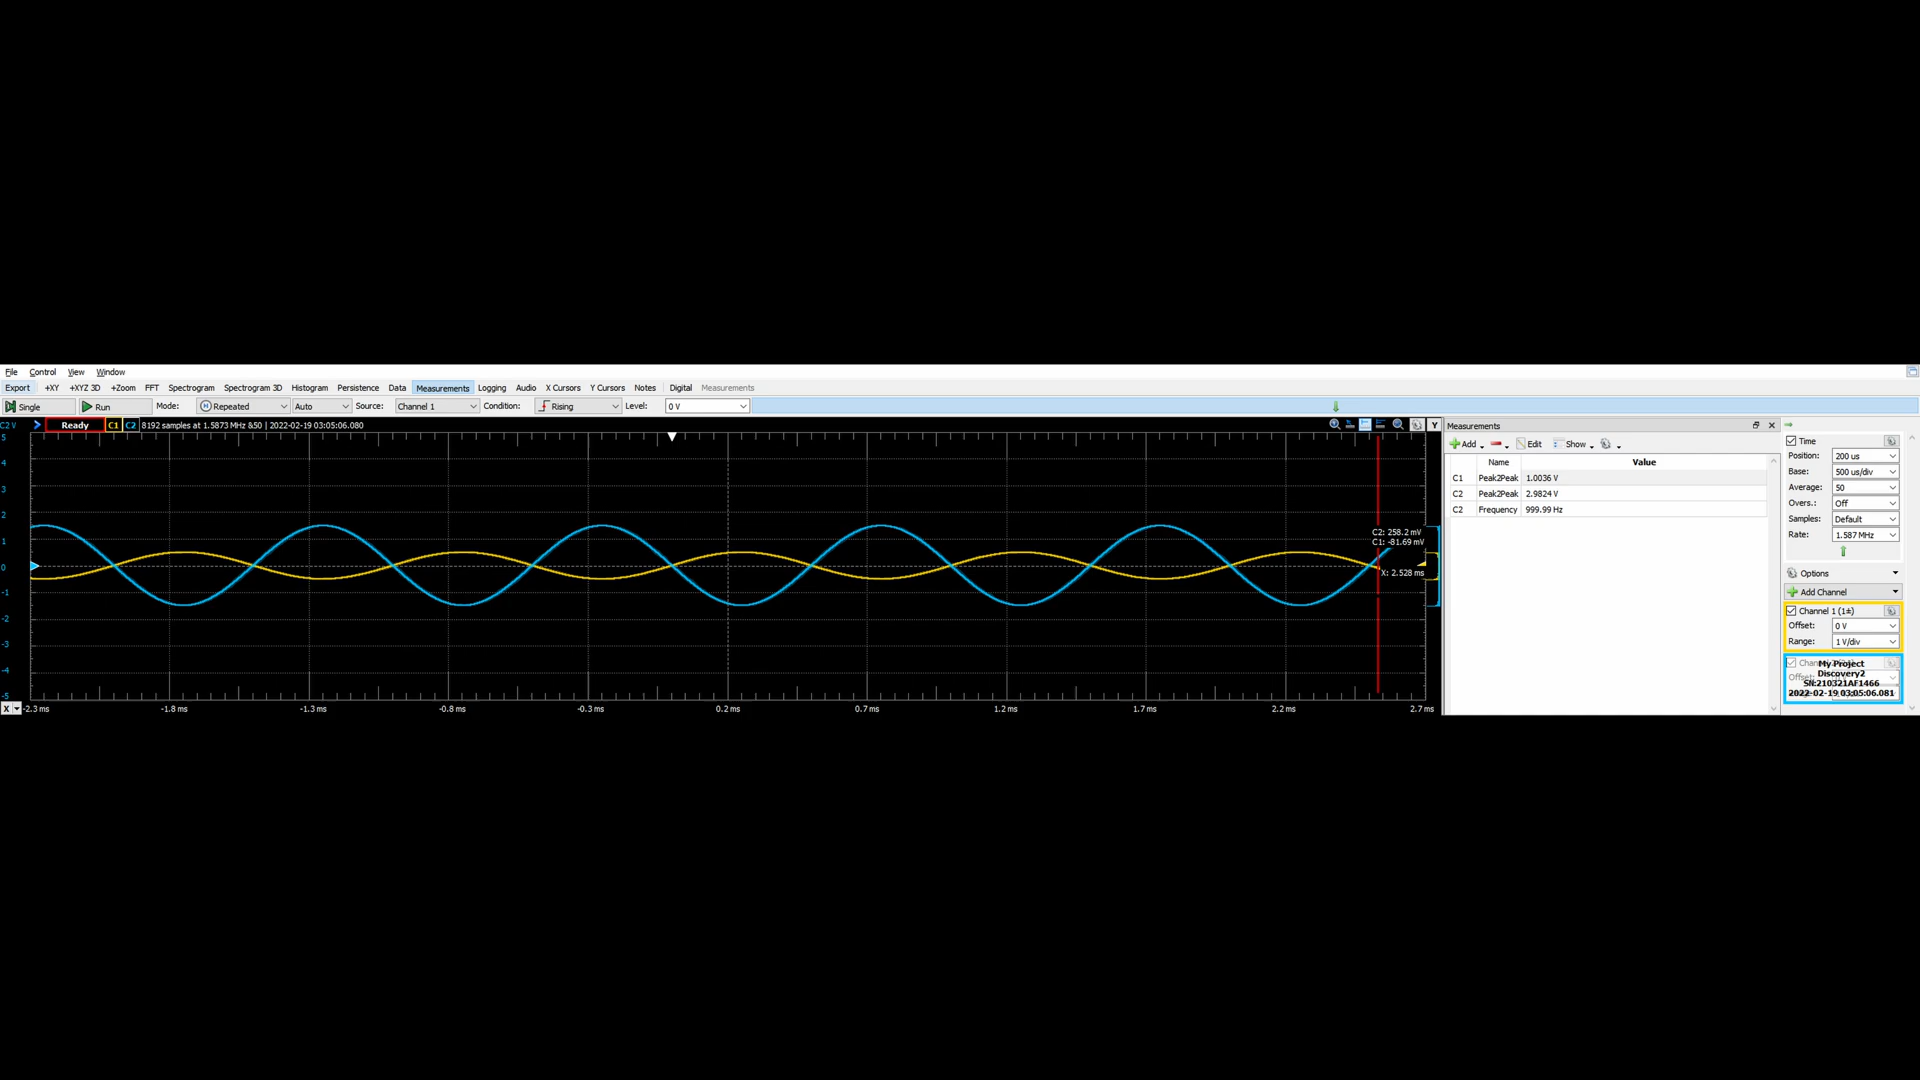 File Control View Window
Export +XY +XYZ 3D +Zoom FFT Spectrogram Spectrogram 3D Histogram Persistence Data Measurements Logging Audio X Cursors Y Cursors Notes Digital Measurements
Single Run Mode: Repeated Auto Source: Channel 1 Condition: Rising Level: 0 V
C2 V Ready C1 C2 8192 samples at 1.5873 MHz &50 | 2022-02-19 03:05:06.080 Y
5
4
3
2
1
0
-1
-2
-3
-4
-5
C2: 258.2 mV
C1: -81.69 mV
X: 2.528 ms
X -2.3 ms -1.8 ms -1.3 ms -0.8 ms -0.3 ms 0.2 ms 0.7 ms 1.2 ms 1.7 ms 2.2 ms 2.7 ms
Measurements
Add Edit Show
Name Value
C1 Peak2Peak 1.0036 V
C2 Peak2Peak 2.9824 V
C2 Frequency 999.99 Hz
Time
Position: 200 us
Base: 500 us/div
Average: 50
Overs.: Off
Samples: Default
Rate: 1.587 MHz
Options
Add Channel
Channel 1 (1±)
Offset: 0 V
Range: 1 V/div
My Project
Discovery2
SN:210321AF1466
2022-02-19 03:05:06.081